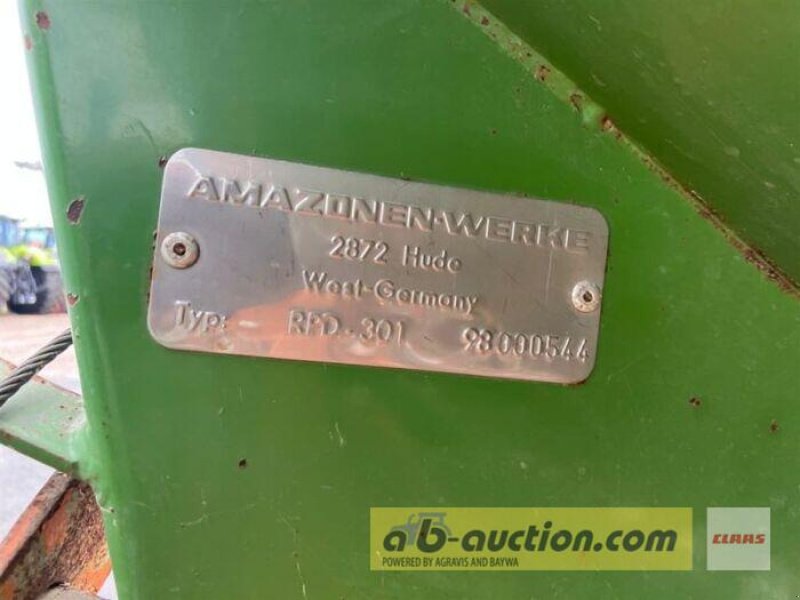 AMAZONEN-WERKE
2872 Hude
West-Germany
Typ: RPD-301 98000544
ab-auction.com
POWERED BY AGRAVIS AND BAYWA
CLAAS